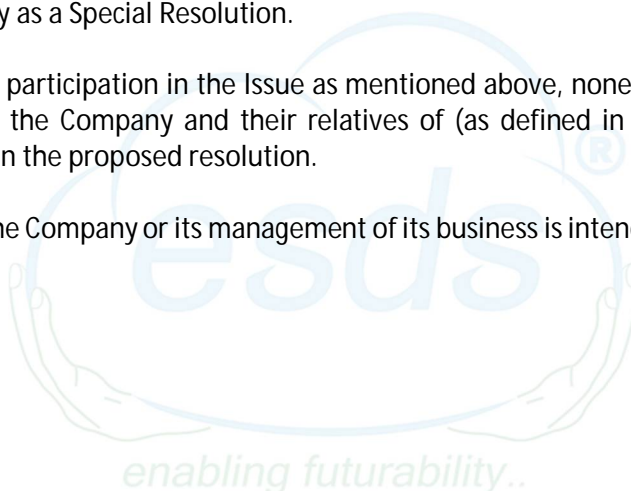 y as a Special Resolution.
participation in the Issue as mentioned above, none
the Company and their relatives of (as defined in
n the proposed resolution.
he Company or its management of its business is inten
esds
®
enabling futurability..